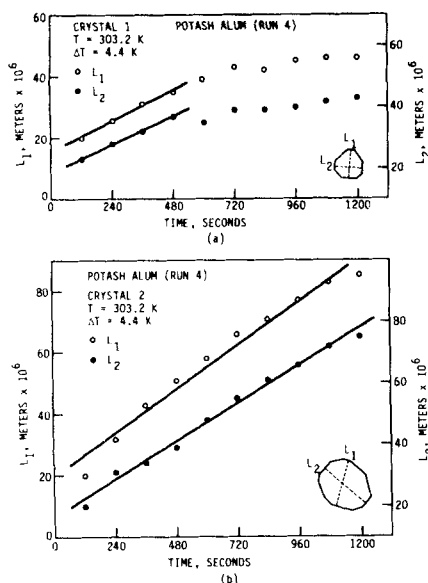 CRYSTAL 1
POTASH ALUM (RUN 4)
T = 303.2 K
ΔT = 4.4 K
○ L1
● L2
60
40
20
0
L1, METERS x 10^6
60
40
20
L2, METERS x 10^6
L1
L2
0 240 480 720 960 1200
TIME, SECONDS
(a)
POTASH ALUM (RUN 4)
CRYSTAL 2
T = 303.2 K
ΔT = 4.4 K
○ L1
● L2
80
60
40
20
0
L1, METERS x 10^6
80
60
40
20
METERS x 10^6
L2
L1
0 240 480 720 960 1200
TIME, SECONDS
(b)